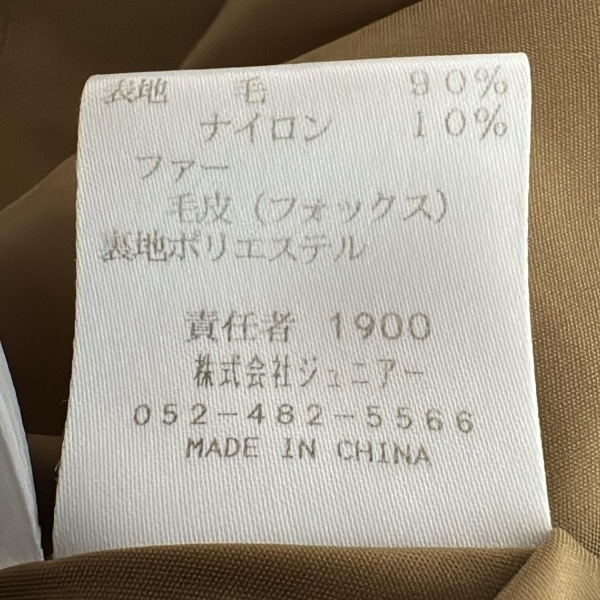 表地 毛 90%
ナイロン 10%
ファー
毛皮(フォックス)
裏地ポリエステル
責任者 1900
株式会社ジュニアー
052-482-5566
MADE IN CHINA